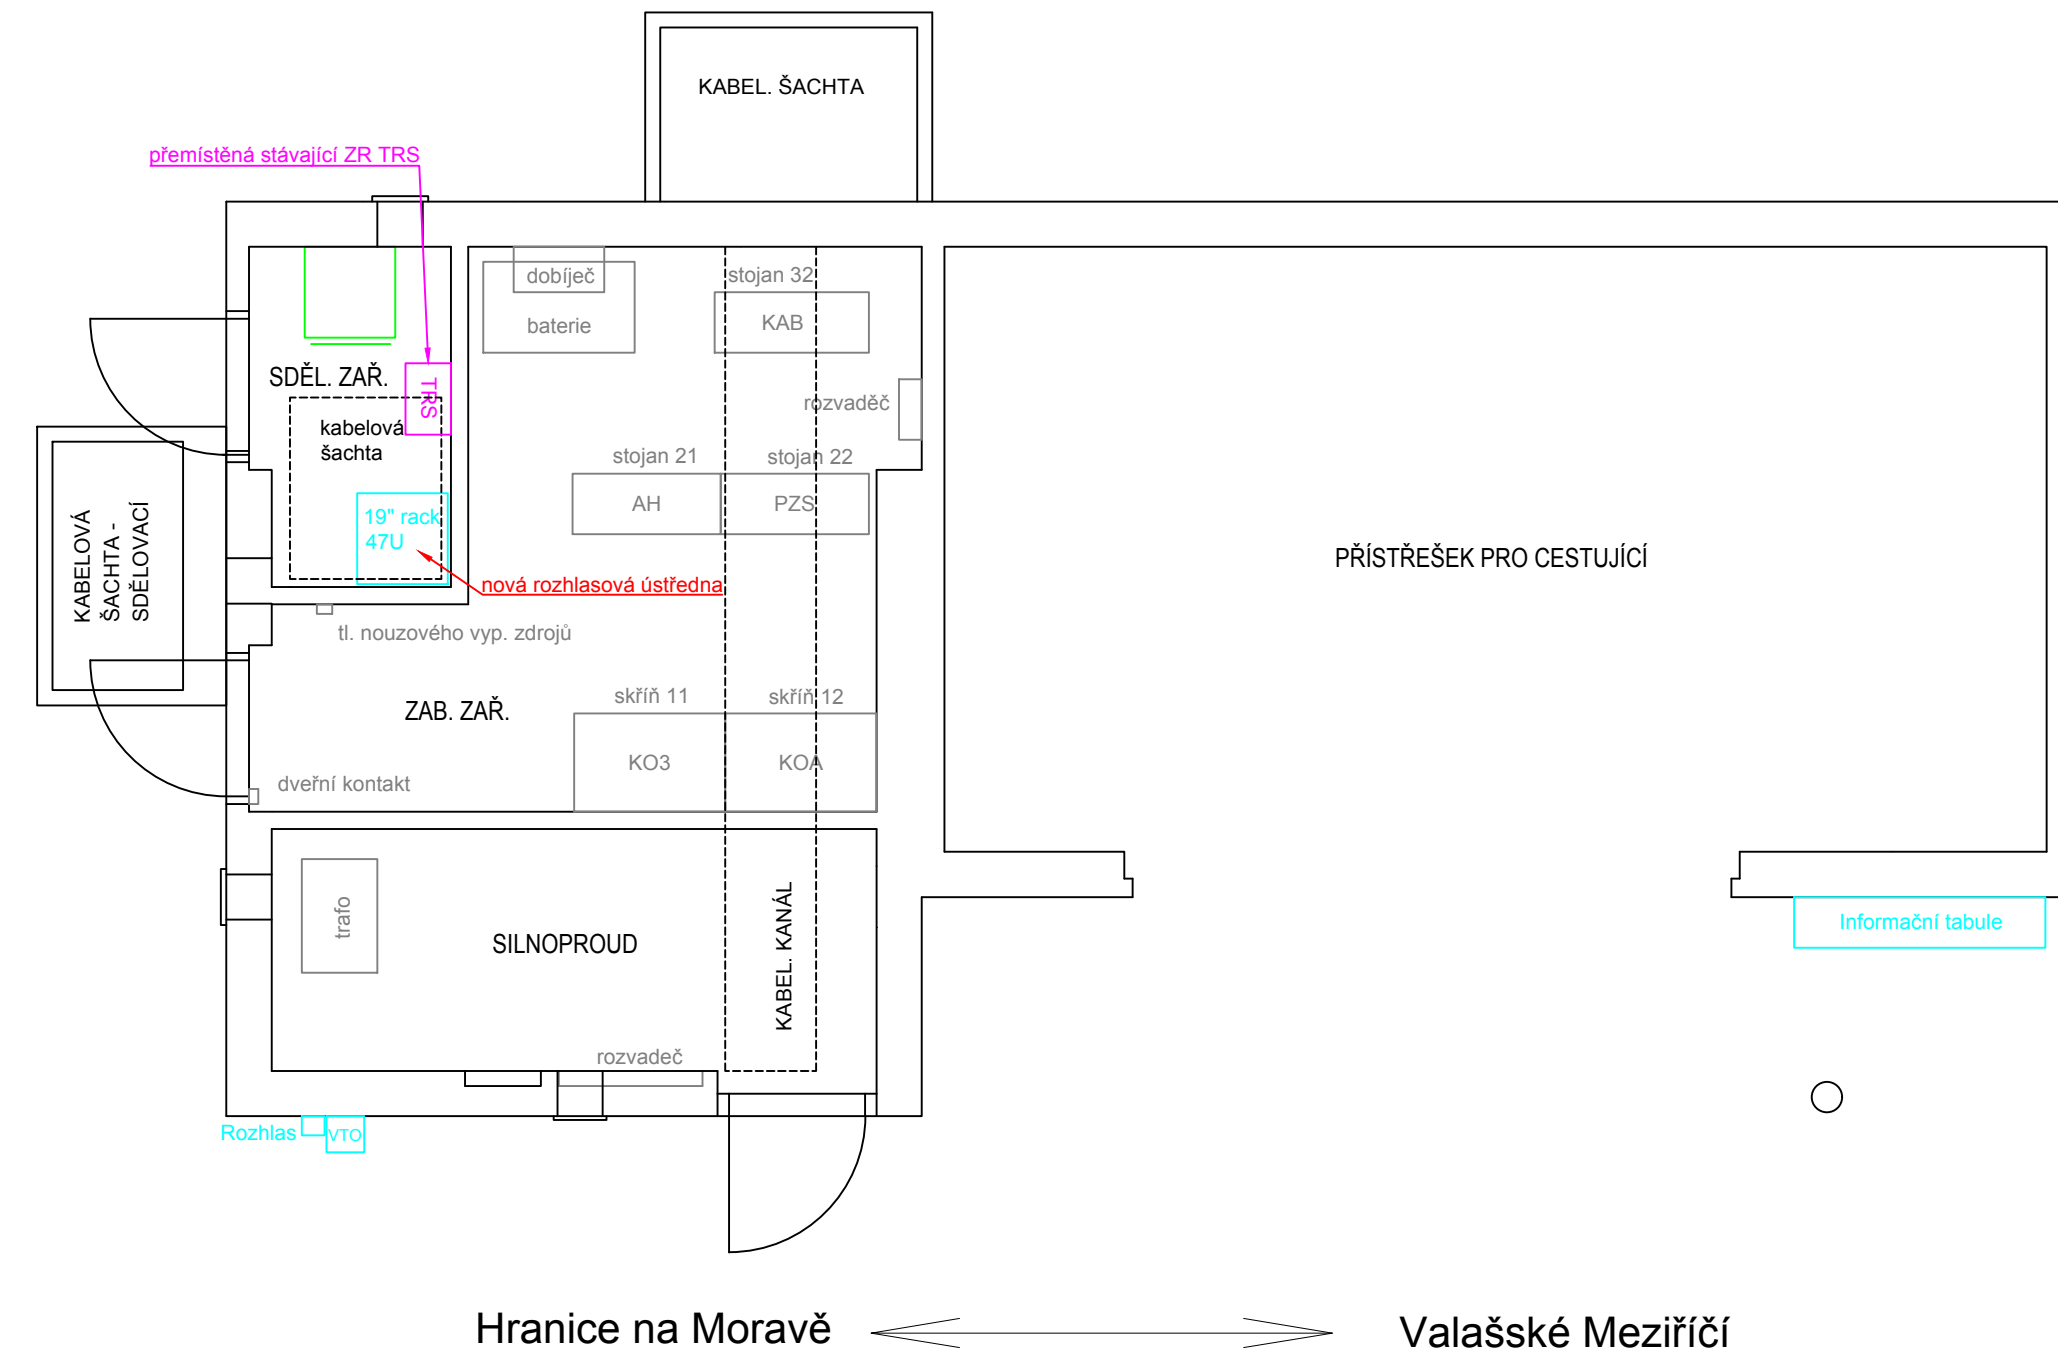 KABEL. ŠACHTA
přemístěná stávající ZR TRS
dobíječ
baterie
stojan 32
KAB
SDĚL. ZAŘ.
TRS
rozvaděč
kabelová
šachta
stojan 21
stojan 22
AH
PZS
19" rack
47U
KABELOVÁ
ŠACHTA -
SDĚLOVACÍ
nová rozhlasová ústředna
PŘÍSTŘEŠEK PRO CESTUJÍCÍ
tl. nouzového vyp. zdrojů
ZAB. ZAŘ.
skříň 11
skříň 12
KO3
KOA
dveřní kontakt
trafo
SILNOPROUD
KABEL. KANÁL
Informační tabule
rozvadeč
Rozhlas
VTO
Hranice na Moravě
Valašské Meziříčí